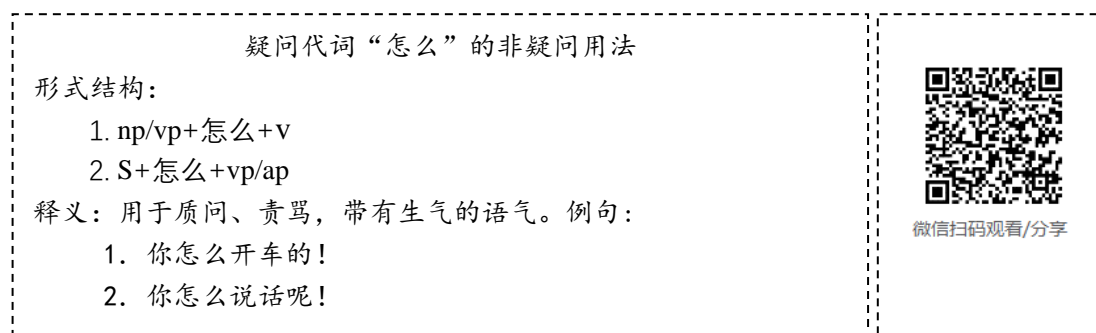 疑问代词“怎么”的非疑问用法
形式结构：
1. np/vp+怎么+v
2. S+怎么+vp/ap
释义：用于质问、责骂，带有生气的语气。例句：
1. 你怎么开车的！
2. 你怎么说话呢！
微信扫码观看/分享